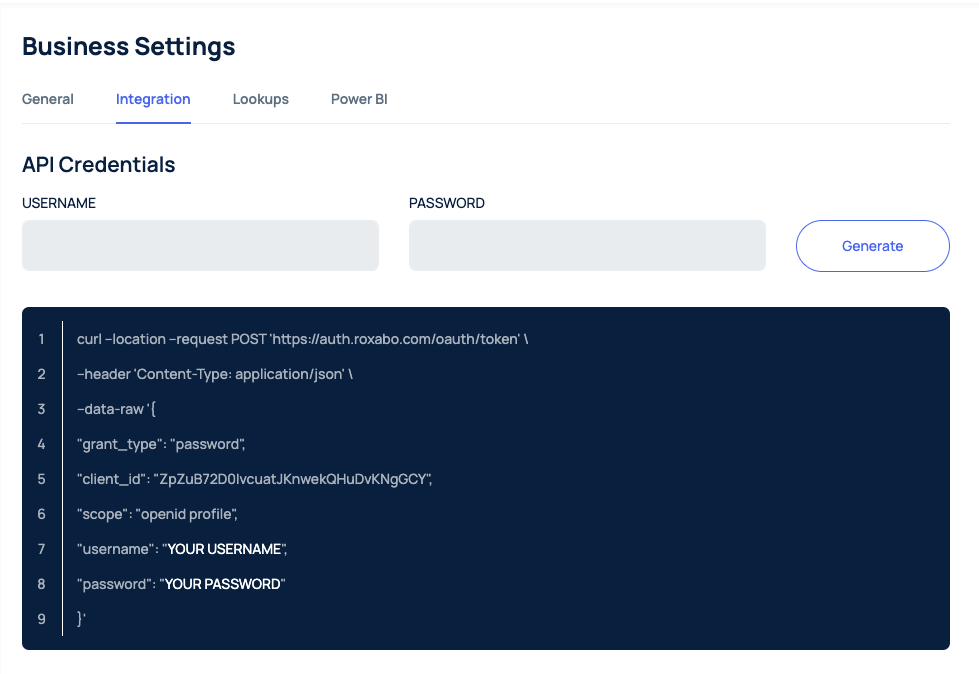 Business Settings
General Integration Lookups Power BI
API Credentials
USERNAME PASSWORD
Generate
1 curl –location –request POST 'https://auth.roxabo.com/oauth/token' \
2 –header 'Content-Type: application/json' \
3 –data-raw '{
4 "grant_type": "password",
5 "client_id": "ZpZuB72D0lvcuatJKnwekQHuDvKNgGCY",
6 "scope": "openid profile",
7 "username": "YOUR USERNAME",
8 "password": "YOUR PASSWORD"
9 }'